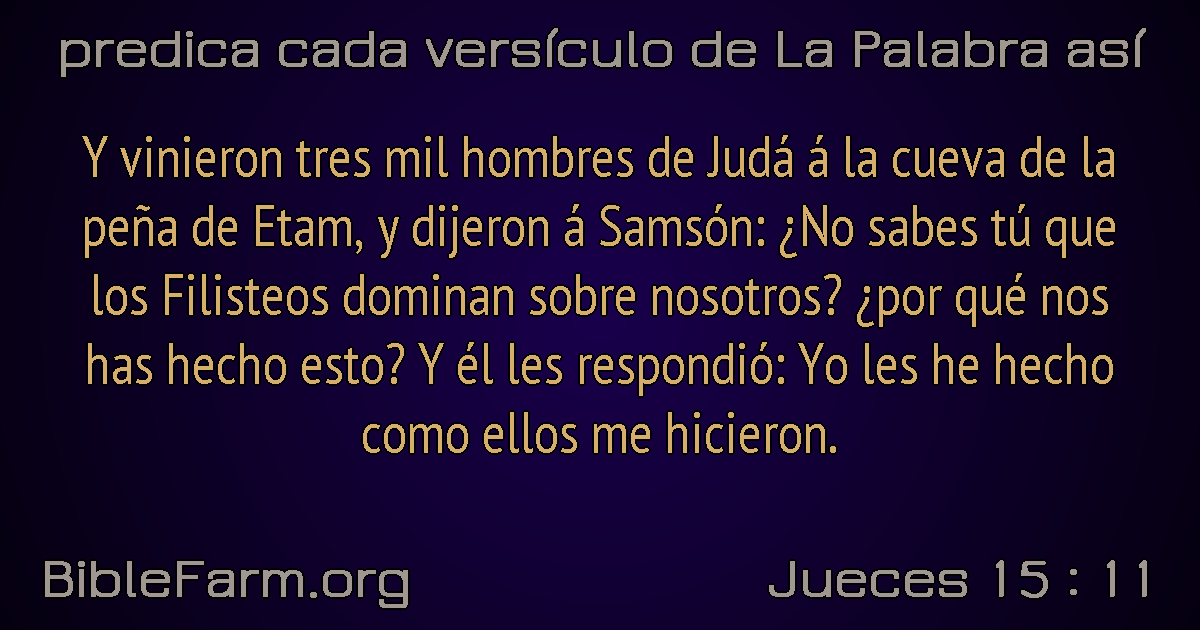 predica cada versículo de La Palabra así
Y vinieron tres mil hombres de Judá á la cueva de la
peña de Etam, y dijeron á Samsón: ¿No sabes tú que
los Filisteos dominan sobre nosotros? ¿por qué nos
has hecho esto? Y él les respondió: Yo les he hecho
como ellos me hicieron.
BibleFarm.org
Jueces 15 : 11